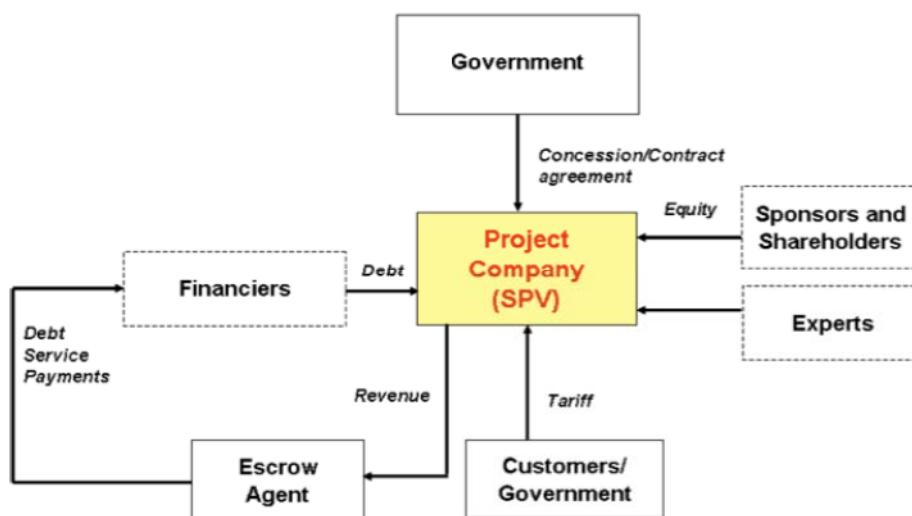 Government
Concession/Contract
agreement
Equity
Sponsors and
Shareholders
Project
Company
(SPV)
Debt
Financiers
Experts
Debt
Service
Payments
Revenue
Tariff
Escrow
Agent
Customers/
Government